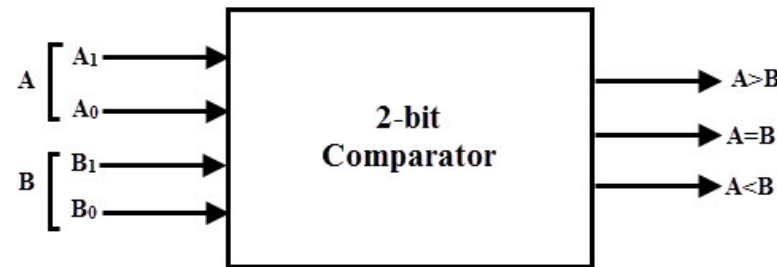 A
A₁
A₀
B
B₁
B₀
2-bit
Comparator
A>B
A=B
A<B